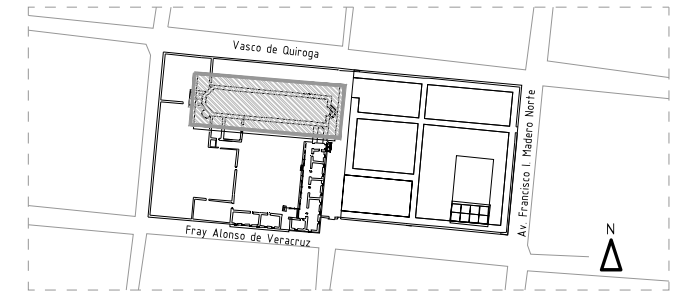 Vasco de Quiroga
Av. Francisco I. Madero Norte
Fray Alonso de Veracruz
N